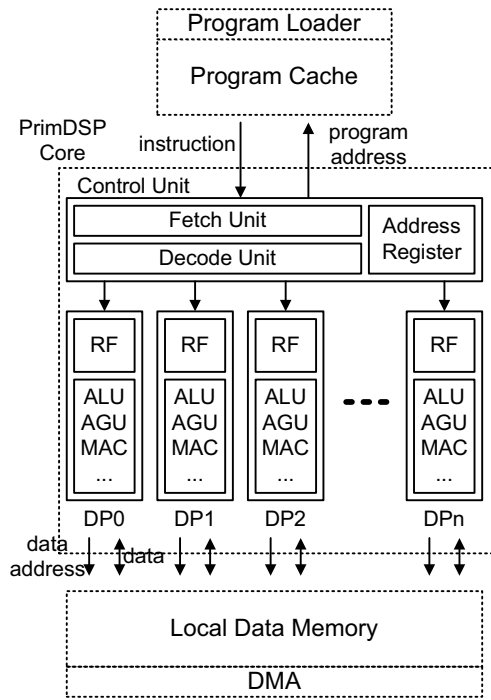 Program Loader
Program Cache
PrimDSP
Core
instruction
program
address
Control Unit
Fetch Unit
Decode Unit
Address
Register
RF
RF
RF
RF
ALU
AGU
MAC
...
ALU
AGU
MAC
...
ALU
AGU
MAC
...
ALU
AGU
MAC
...
DP0
DP1
DP2
DPn
data
address
data
Local Data Memory
DMA